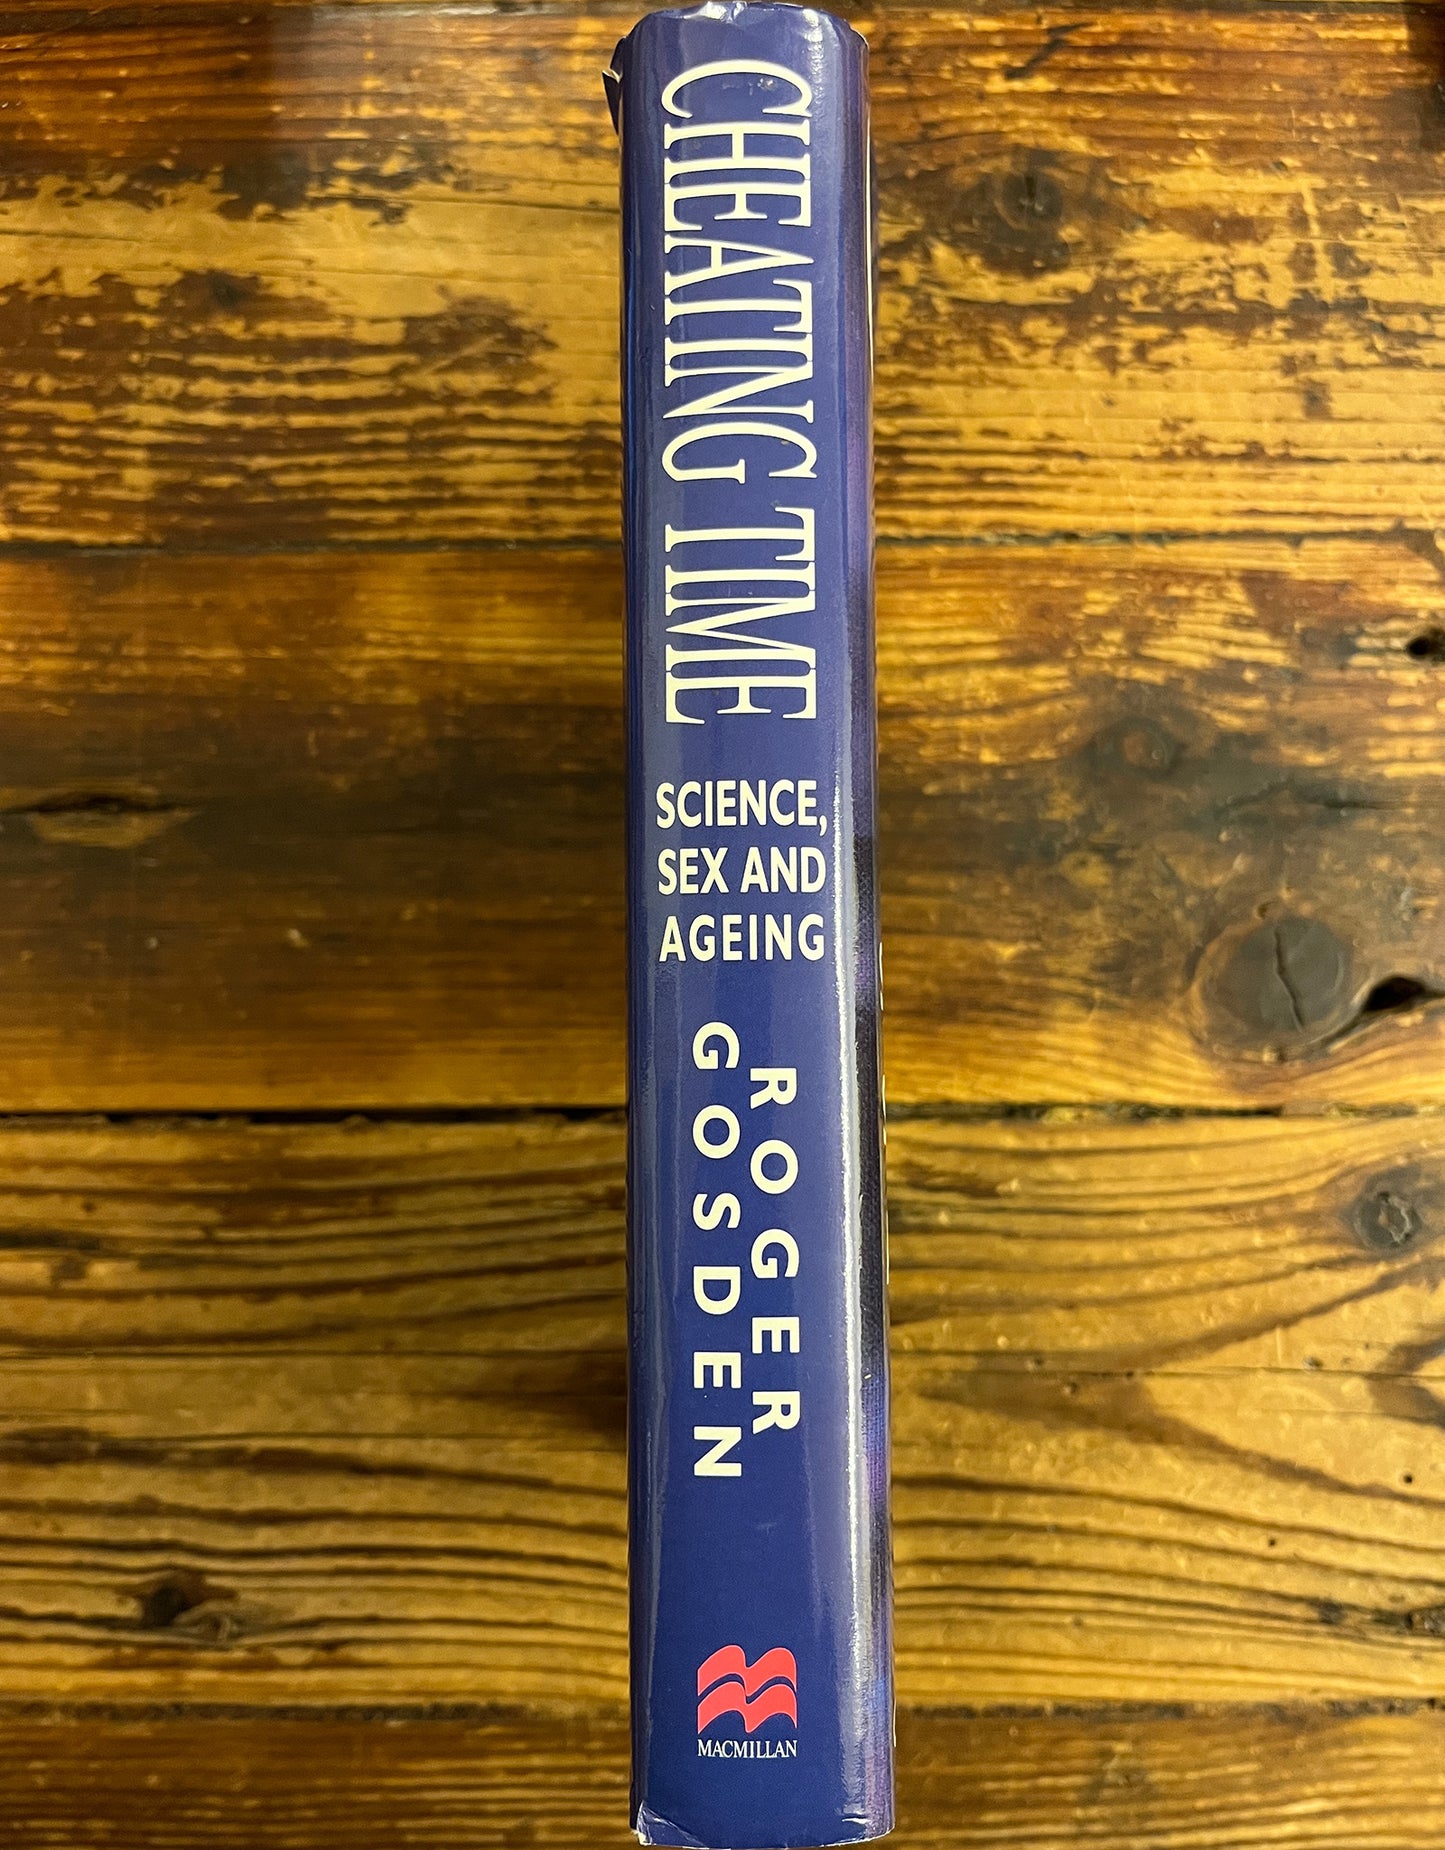 CHEATING TIME
SCIENCE,
SEX AND
AGEING
ROGER
GOSDEN
MACMILLAN